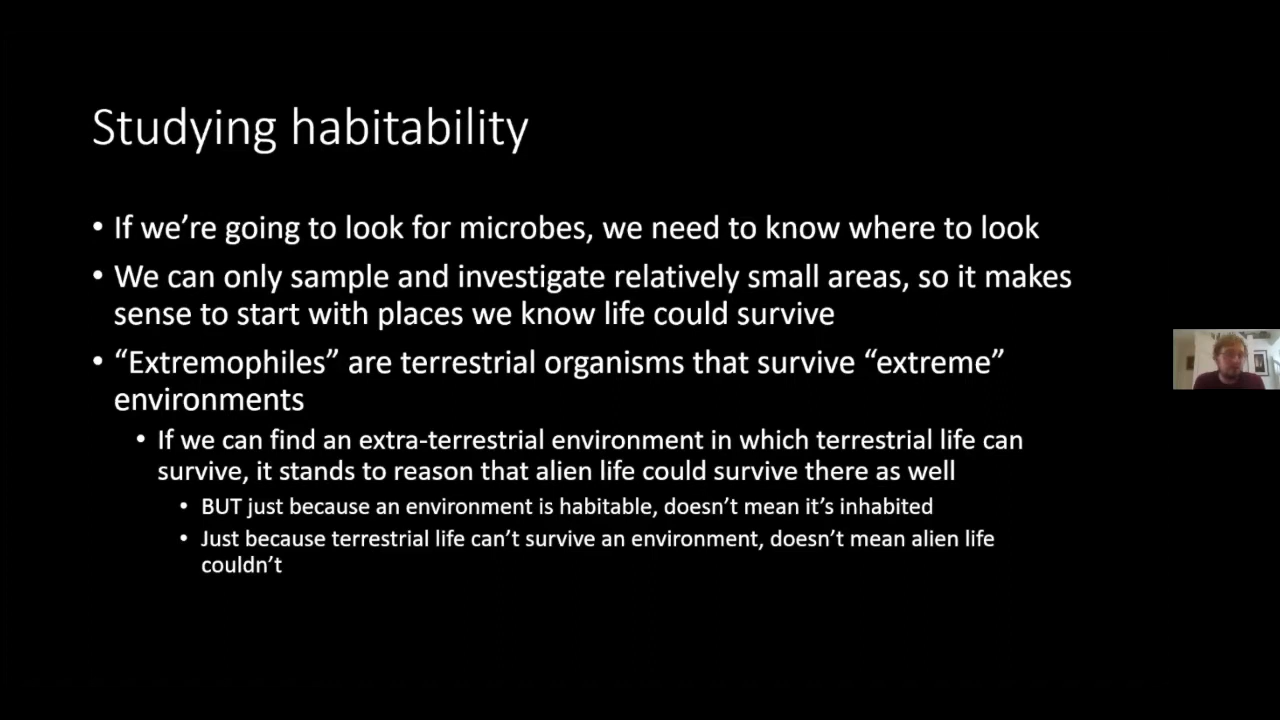 Studying habitability
• If we’re going to look for microbes, we need to know where to look
• We can only sample and investigate relatively small areas, so it makes
sense to start with places we know life could survive
• “Extremophiles” are terrestrial organisms that survive “extreme”
environments
• If we can find an extra-terrestrial environment in which terrestrial life can
survive, it stands to reason that alien life could survive there as well
• BUT just because an environment is habitable, doesn’t mean it’s inhabited
• Just because terrestrial life can’t survive an environment, doesn’t mean alien life
couldn’t